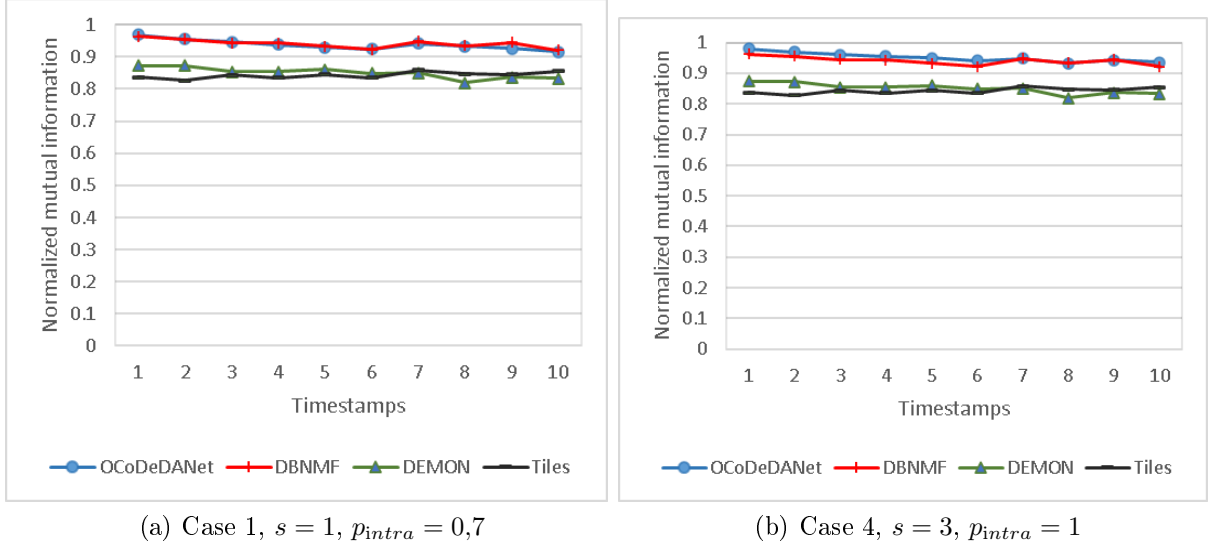 Normalized mutual information
1
0.9
0.8
0.7
0.6
0.5
0.4
0.3
0.2
0.1
0
1 2 3 4 5 6 7 8 9 10
Timestamps
OCoDeDANet DBNMF DEMON Tiles
(a) Case 1, s = 1, pintra = 0,7
Normalized mutual information
1
0.9
0.8
0.7
0.6
0.5
0.4
0.3
0.2
0.1
0
1 2 3 4 5 6 7 8 9 10
Timestamps
OCoDeDANet DBNMF DEMON Tiles
(b) Case 4, s = 3, pintra = 1